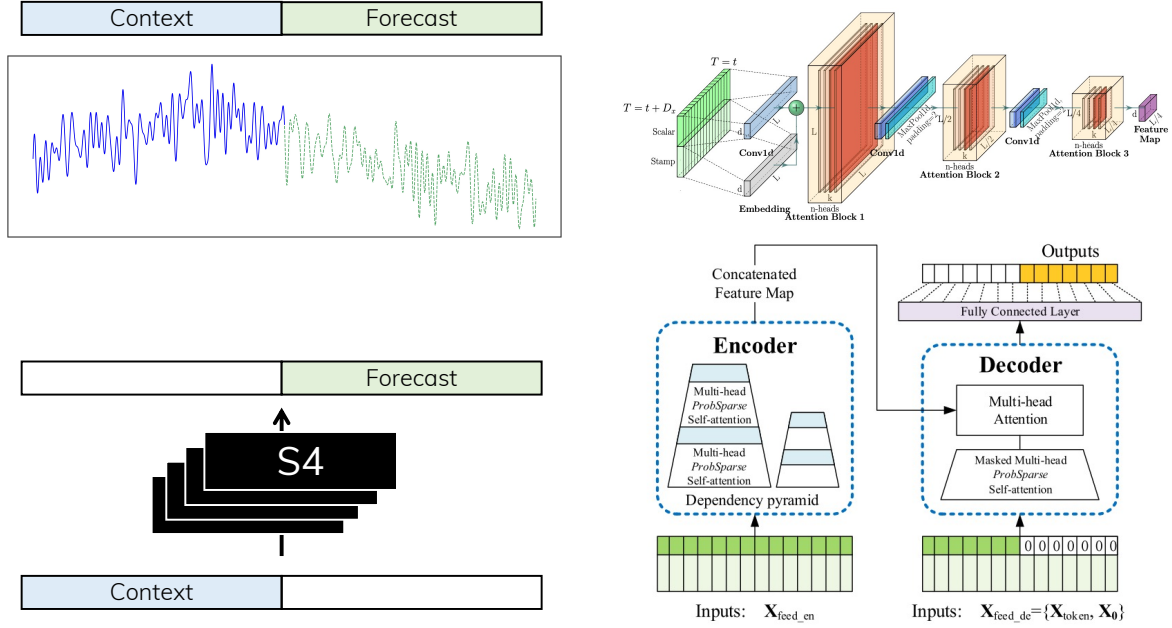 Context
Forecast
Forecast
S4
Context
T = t
T = t + D_x
Scalar
Stamp
d
L
Conv1d
d
L
Embedding
L
L
k
n-heads
Attention Block 1
Conv1d
MaxPool1d,
padding=2
L/2
L/2
k
n-heads
Attention Block 2
Conv1d
MaxPool1d,
padding=2
L/4
L/4
k
n-heads
Attention Block 3
d
L/4
Feature
Map
Concatenated
Feature Map
Encoder
Multi-head
ProbSparse
Self-attention
Multi-head
ProbSparse
Self-attention
Dependency pyramid
Inputs: X_feed_en
Outputs
Fully Connected Layer
Decoder
Multi-head
Attention
Masked Multi-head
ProbSparse
Self-attention
0 0 0 0 0 0 0
Inputs: X_feed_de={X_token, X_0}